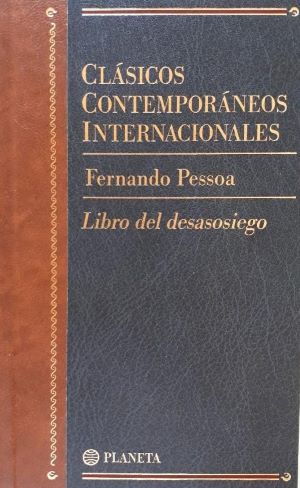 CLÁSICOS
CONTEMPORÁNEOS
INTERNACIONALES
Fernando Pessoa
Libro del desasosiego
PLANETA